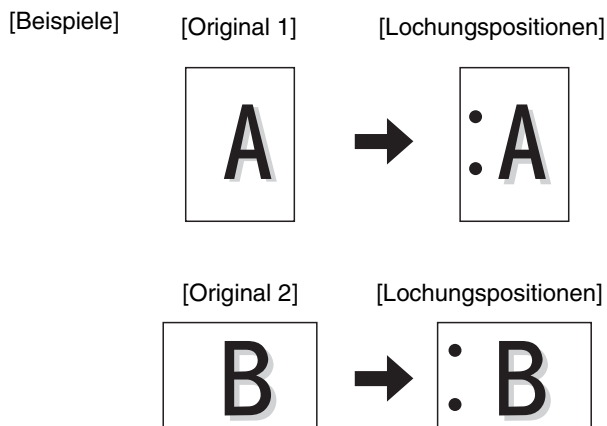 [Beispiele] [Original 1] [Lochungspositionen]
A A
[Original 2] [Lochungspositionen]
B B